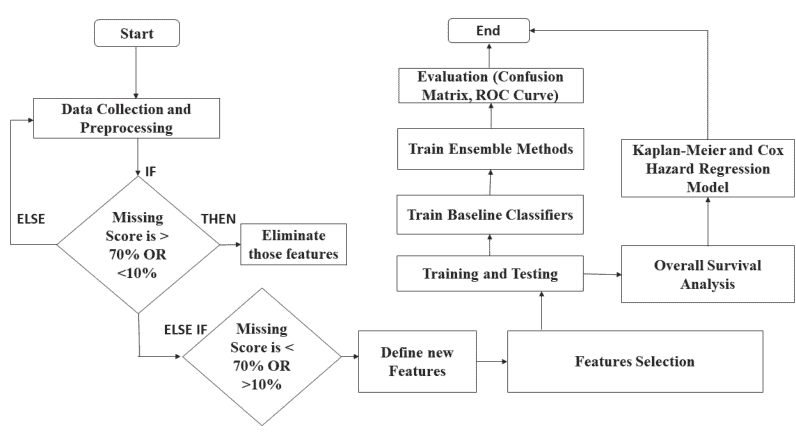 Start
Data Collection and
Preprocessing
IF
ELSE
Missing
Score is >
70% OR
<10%
THEN
Eliminate
those features
ELSE IF
Missing
Score is <
70% OR
>10%
Define new
Features
Features Selection
Training and Testing
Train Baseline Classifiers
Train Ensemble Methods
Evaluation (Confusion
Matrix, ROC Curve)
End
Overall Survival
Analysis
Kaplan-Meier and Cox
Hazard Regression
Model